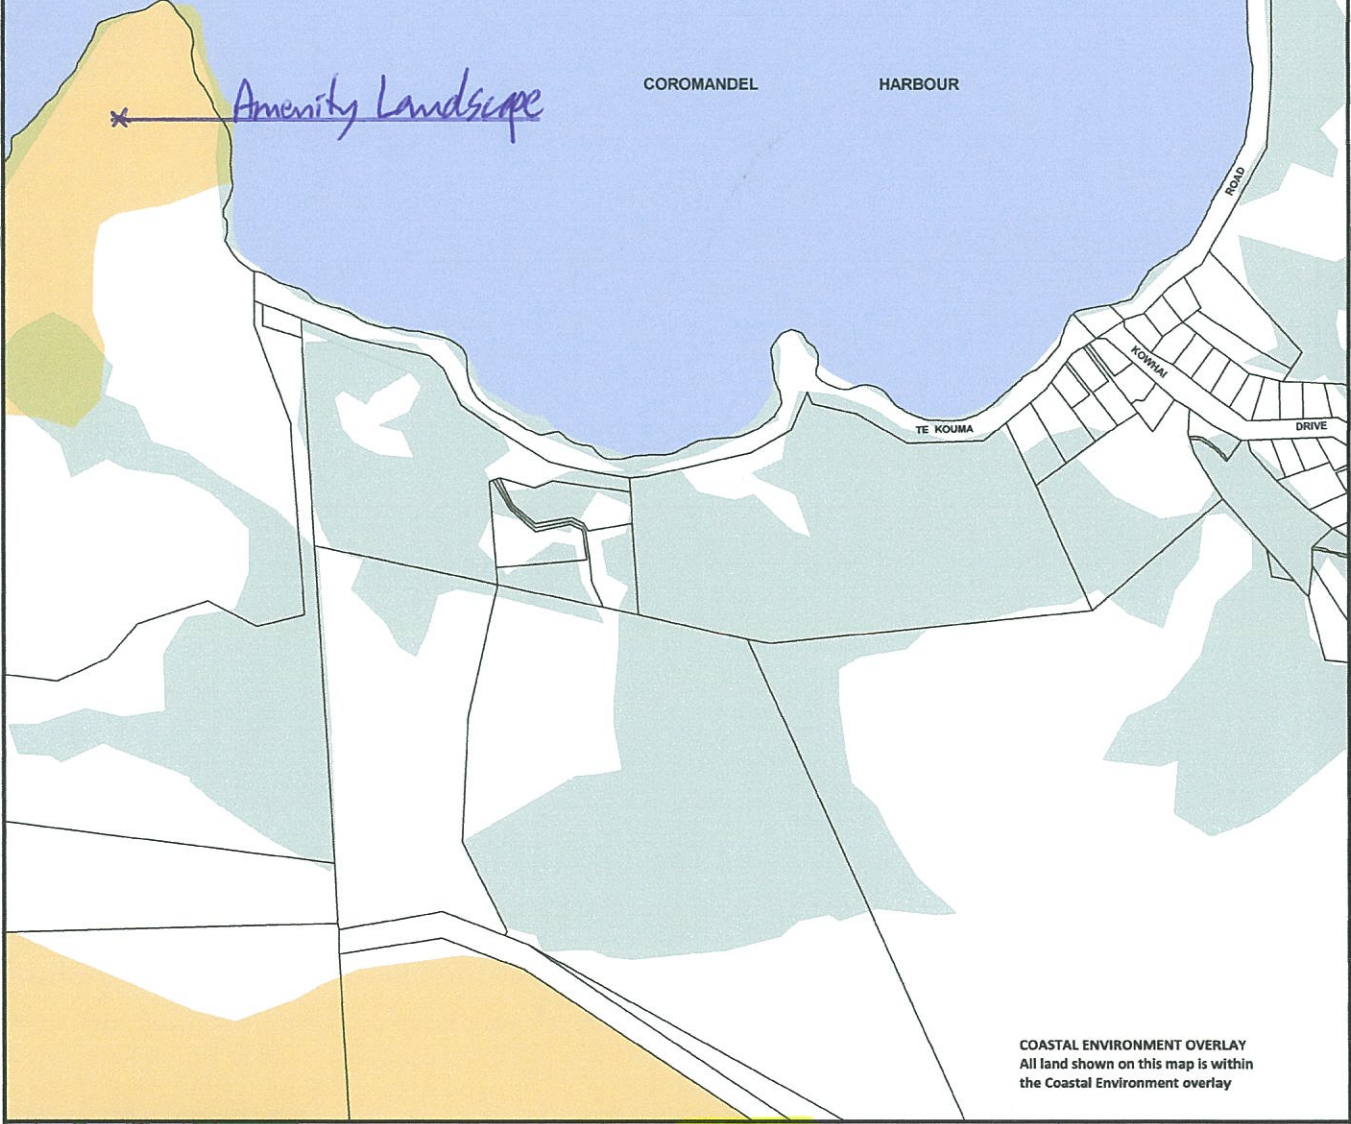 COROMANDEL HARBOUR
Amenity Landscape
ROAD
KOWHAI
DRIVE
TE KOUMA
COASTAL ENVIRONMENT OVERLAY
All land shown on this map is within
the Coastal Environment overlay